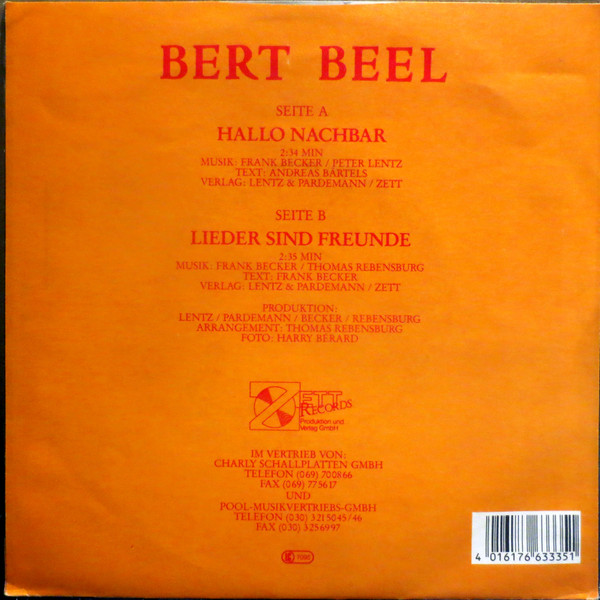 BERT BEEL
SEITE A
HALLO NACHBAR
2:34 MIN
MUSIK: FRANK BECKER / PETER LENTZ
TEXT: ANDREAS BÄRTELS
VERLAG: LENTZ & PARDEMANN / ZETT
SEITE B
LIEDER SIND FREUNDE
2:35 MIN
MUSIK: FRANK BECKER / THOMAS REBENSBURG
TEXT: FRANK BECKER
VERLAG: LENTZ & PARDEMANN / ZETT
PRODUKTION:
LENTZ / PARDEMANN / BECKER / REBENSBURG
ARRANGEMENT: THOMAS REBENSBURG
FOTO: HARRY BERARD
ZETT
RECORDS
Produktion und
Verlag GmbH
IM VERTRIEB VON:
CHARLY SCHALLPLATTEN GMBH
TELEFON (069) 700866
FAX (069) 775617
UND
POOL-MUSIKVERTRIEBS-GMBH
TELEFON (030) 3215045/46
FAX (030) 3256997
4 016176 633351